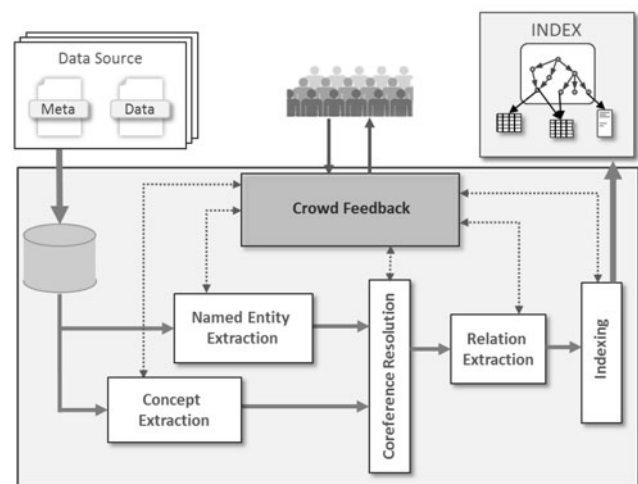 Data Source
Meta
Data
INDEX
Crowd Feedback
Named Entity
Extraction
Concept
Extraction
Coreference Resolution
Relation
Extraction
Indexing